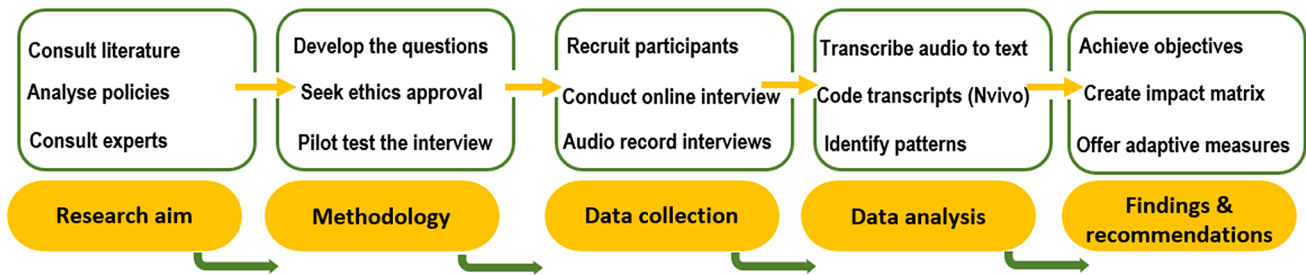 Consult literature
Analyse policies
Consult experts
Research aim
Develop the questions
Seek ethics approval
Pilot test the interview
Methodology
Recruit participants
Conduct online interview
Audio record interviews
Data collection
Transcribe audio to text
Code transcripts (Nvivo)
Identify patterns
Data analysis
Achieve objectives
Create impact matrix
Offer adaptive measures
Findings &
recommendations